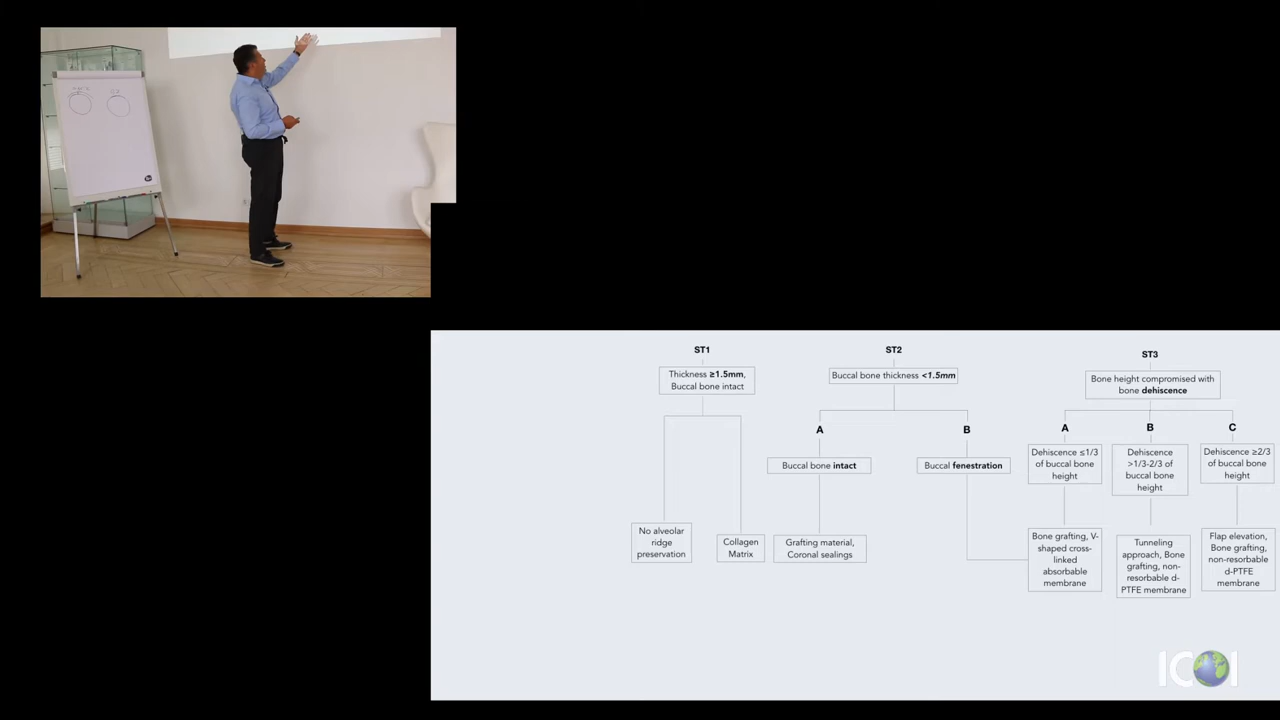 ST1
Thickness ≥1.5mm,
Buccal bone intact
No alveolar
ridge
preservation
Collagen
Matrix
ST2
Buccal bone thickness <1.5mm
A
Buccal bone intact
Grafting material,
Coronal sealings
B
Buccal fenestration
ST3
Bone height compromised with
bone dehiscence
A
Dehiscence ≤1/3
of buccal bone
height
Bone grafting, V-
shaped cross-
linked
absorbable
membrane
B
Dehiscence
>1/3-2/3 of
buccal bone
height
Tunneling
approach, Bone
grafting, non-
resorbable d-
PTFE membrane
C
Dehiscence ≥2/3
of buccal bone
height
Flap elevation,
Bone grafting,
non-resorbable
d-PTFE
membrane
ICOI